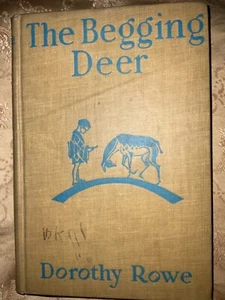 The Begging
Deer
Dorothy Rowe